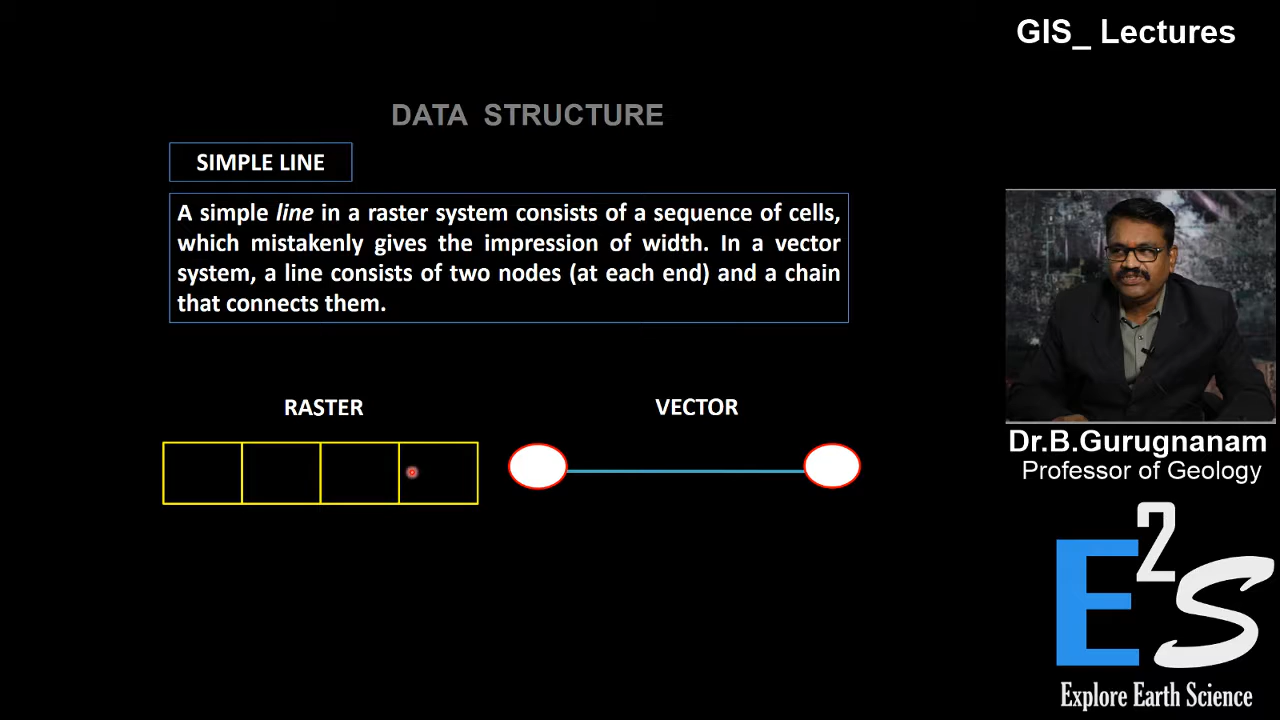 GIS_ Lectures
DATA STRUCTURE
SIMPLE LINE
A simple line in a raster system consists of a sequence of cells,
which mistakenly gives the impression of width. In a vector
system, a line consists of two nodes (at each end) and a chain
that connects them.
RASTER
VECTOR
Dr.B.Gurugnanam
Professor of Geology
E2S
Explore Earth Science